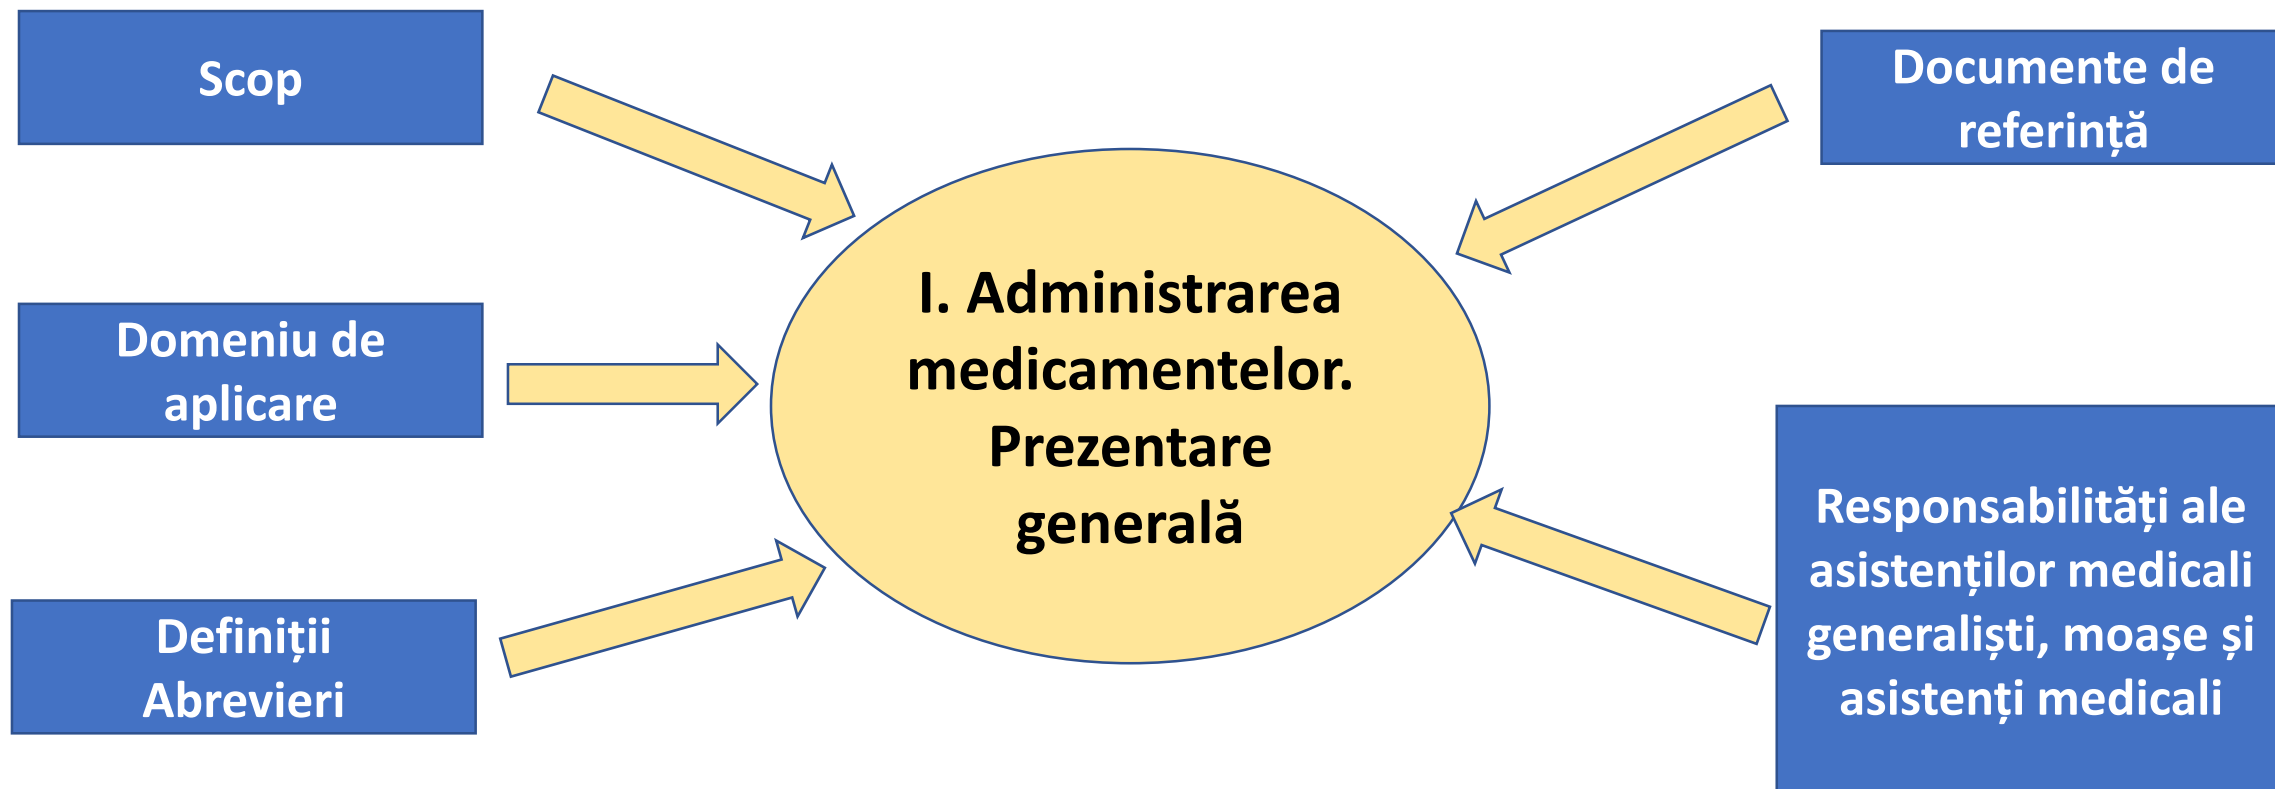 Scop
Domeniu de
aplicare
Definiții
Abrevieri
I. Administrarea
medicamentelor.
Prezentare
generală
Documente de
referință
Responsabilități ale
asistenților medicali
generaliști, moașe și
asistenți medicali